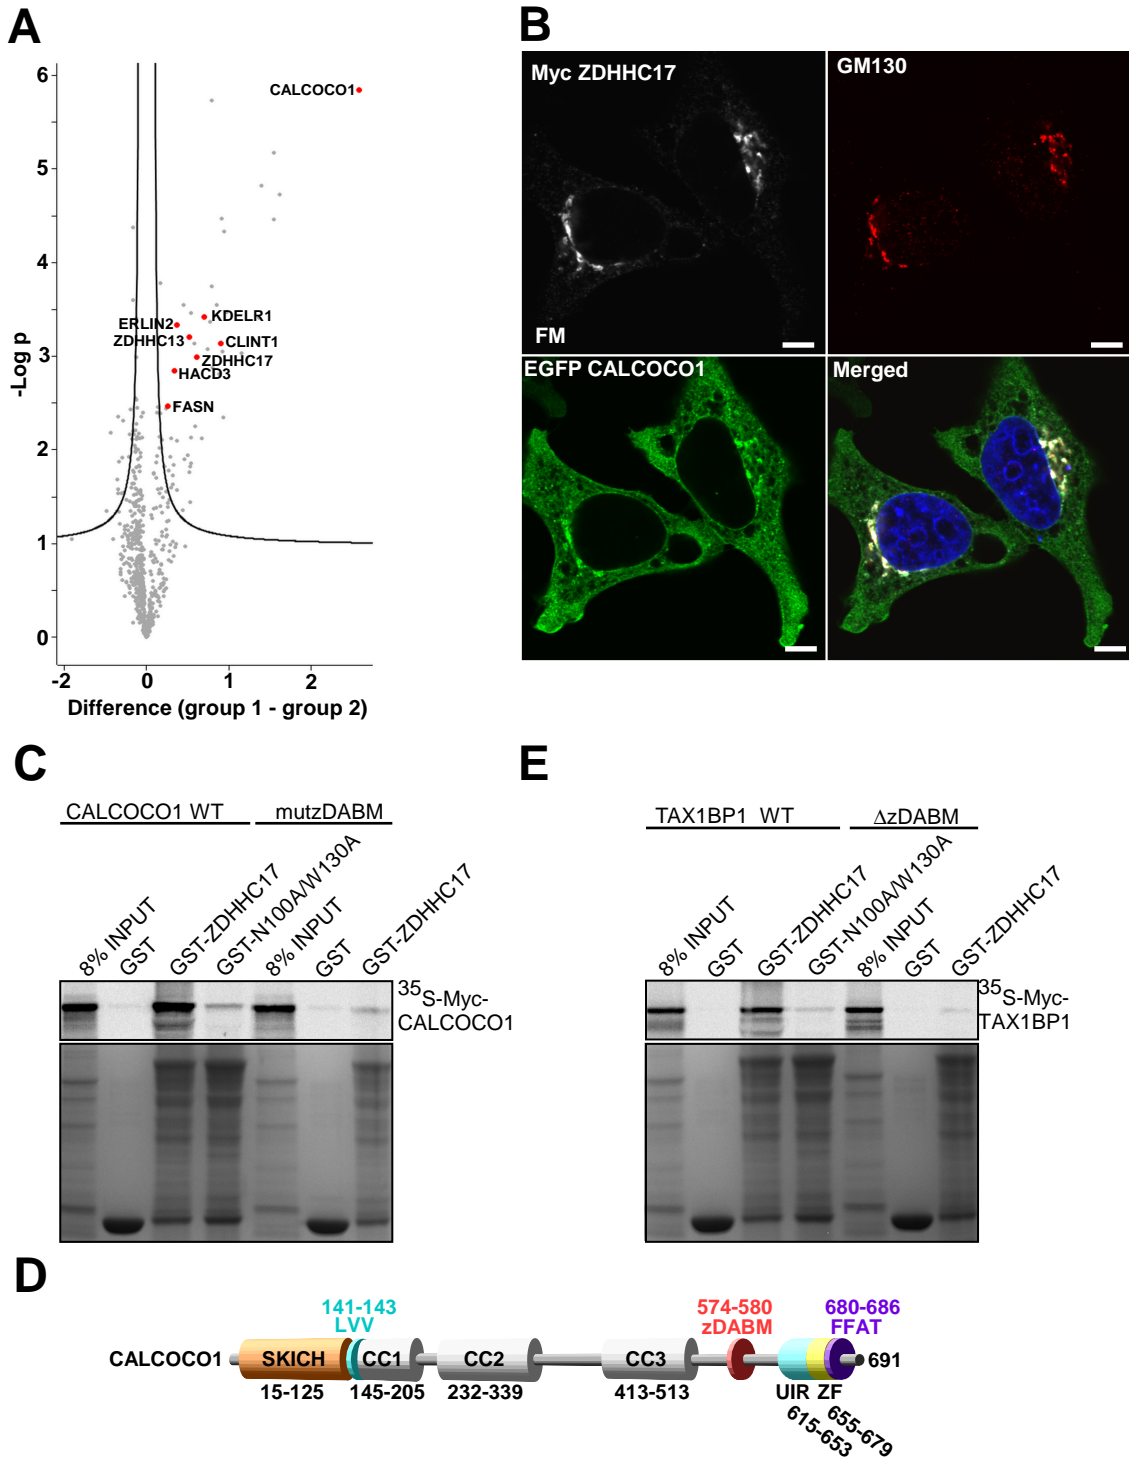 A
6
5
4
3
2
1
0
-Log p
CALCOCO1
KDELR1
ERLIN2
ZDHHC13
CLINT1
ZDHHC17
HACD3
FASN
-2
0
1
2
Difference (group 1 - group 2)
B
Myc ZDHHC17
FM
GM130
EGFP CALCOCO1
Merged
C
CALCOCO1 WT
mutzDABM
8% INPUT
GST
GST-ZDHHC17
GST-N100A/W130A
8% INPUT
GST
GST-ZDHHC17
35S-Myc-
CALCOCO1
E
TAX1BP1 WT
ΔzDABM
8% INPUT
GST
GST-ZDHHC17
GST-N100A/W130A
8% INPUT
GST
GST-ZDHHC17
35S-Myc-
TAX1BP1
D
141-143
LVV
574-580
zDABM
680-686
FFAT
CALCOCO1
SKICH
CC1
CC2
CC3
691
15-125
145-205
232-339
413-513
UIR ZF
615-653
655-679